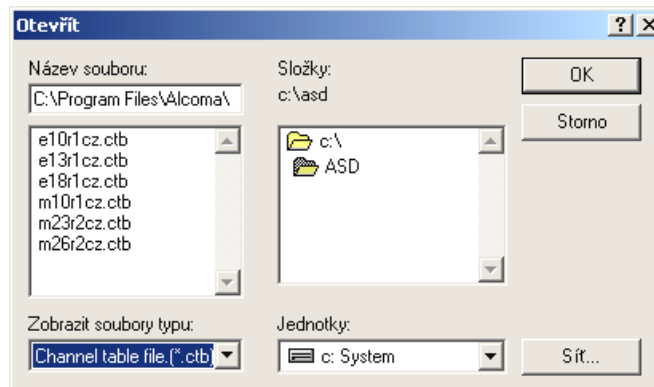 Otevřít
Název souboru:
C:\Program Files\Alcoma\
e10r1cz.ctb
e13r1cz.ctb
e18r1cz.ctb
m10r1cz.ctb
m23r2cz.ctb
m26r2cz.ctb
Zobrazit soubory typu:
Channel table file.(*.ctb)
Složky:
c:\asd
c:\
ASD
Jednotky:
c: System
OK
Storno
Síť...